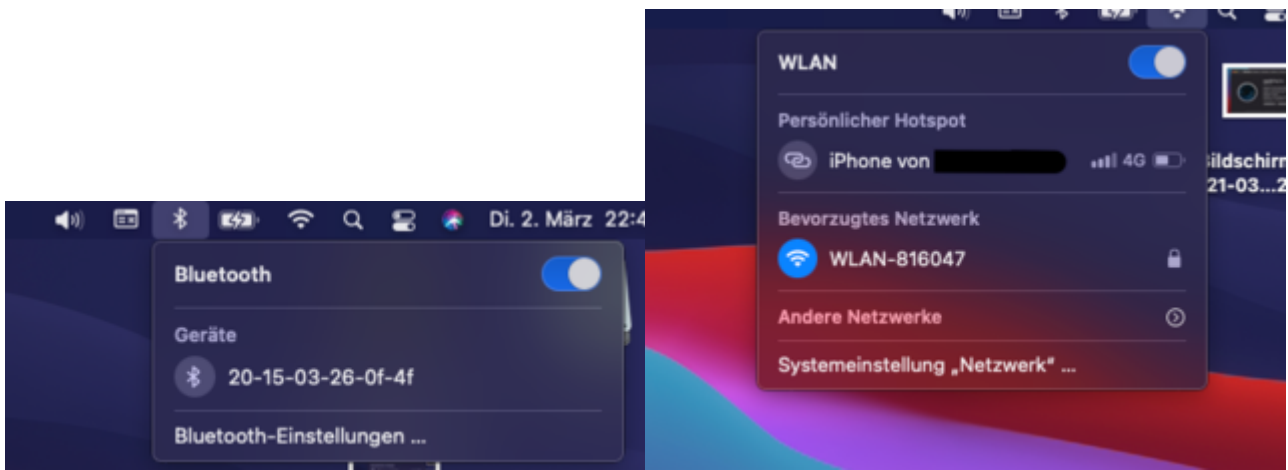 Di. 2. März 22:4
Bluetooth
Geräte
20-15-03-26-0f-4f
Bluetooth-Einstellungen ...
WLAN
Persönlicher Hotspot
iPhone von
4G
Bevorzugtes Netzwerk
WLAN-816047
Andere Netzwerke
Systemeinstellung „Netzwerk“ ...
ildschirm
21-03...2